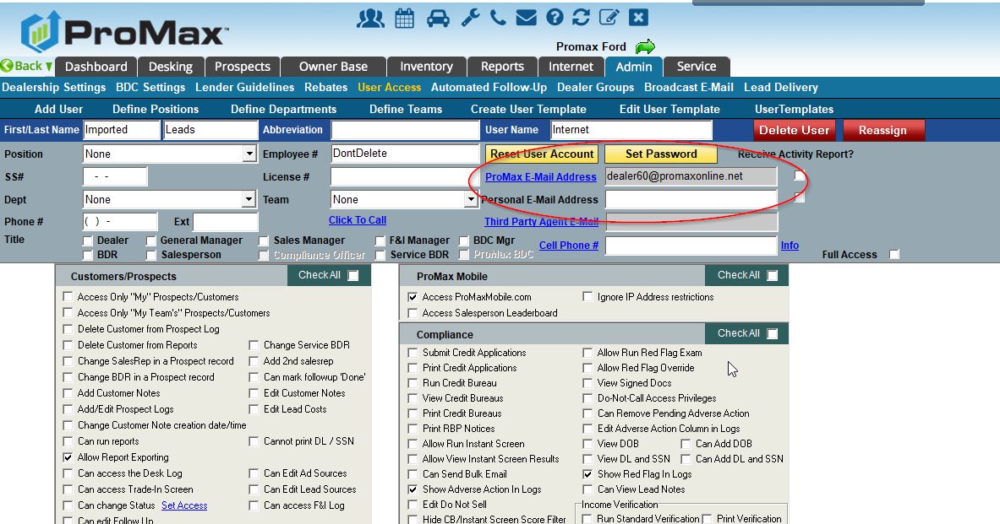 ProMax
Promax Ford
Back Dashboard Desking Prospects Owner Base Inventory Reports Internet Admin Service
Dealership Settings BDC Settings Lender Guidelines Rebates User Access Automated Follow-Up Dealer Groups Broadcast E-Mail Lead Delivery
Add User Define Positions Define Departments Define Teams Create User Template Edit User Template UserTemplates
First/Last Name Imported Leads Abbreviation User Name Internet Delete User Reassign
Position None Employee # DontDelete Reset User Account Set Password Receive Activity Report?
SS# - - License # ProMax E-Mail Address dealer60@promaxonline.net
Dept None Team None Personal E-Mail Address
Phone # ( ) - Ext Click To Call Third Party Agent E-Mail
Title Dealer General Manager Sales Manager F&I Manager BDC Mgr Cell Phone # Info
BDR Salesperson Compliance Officer Service BDR ProMax BDC Full Access
Customers/Prospects Check All
Access Only "My" Prospects/Customers
Access Only "My Team's" Prospects/Customers
Delete Customer from Prospect Log
Delete Customer from Reports Change Service BDR
Change SalesRep in a Prospect record Add 2nd salesrep
Change BDR in a Prospect record Can mark followup 'Done'
Add Customer Notes Edit Customer Notes
Add/Edit Prospect Logs Edit Lead Costs
Change Customer Note creation date/time
Can run reports Cannot print DL / SSN
Allow Report Exporting
Can access the Desk Log Can Edit Ad Sources
Can access Trade-In Screen Can Edit Lead Sources
Can change Status Set Access Can access F&I Log
Can edit Follow Up
ProMax Mobile Check All
Access ProMaxMobile.com Ignore IP Address restrictions
Access Salesperson Leaderboard
Compliance Check All
Submit Credit Applications Allow Run Red Flag Exam
Print Credit Applications Allow Red Flag Override
Run Credit Bureau View Signed Docs
View Credit Bureaus Do-Not-Call Access Privileges
Print Credit Bureaus Can Remove Pending Adverse Action
Print RBP Notices Edit Adverse Action Column in Logs
Allow Run Instant Screen View DOB Can Add DOB
Allow View Instant Screen Results View DL and SSN Can Add DL and SSN
Can Send Bulk Email Show Red Flag In Logs
Show Adverse Action In Logs Can View Lead Notes
Edit Do Not Sell Income Verification
Hide CB/Instant Screen Score Filter Run Standard Verification Print Verification